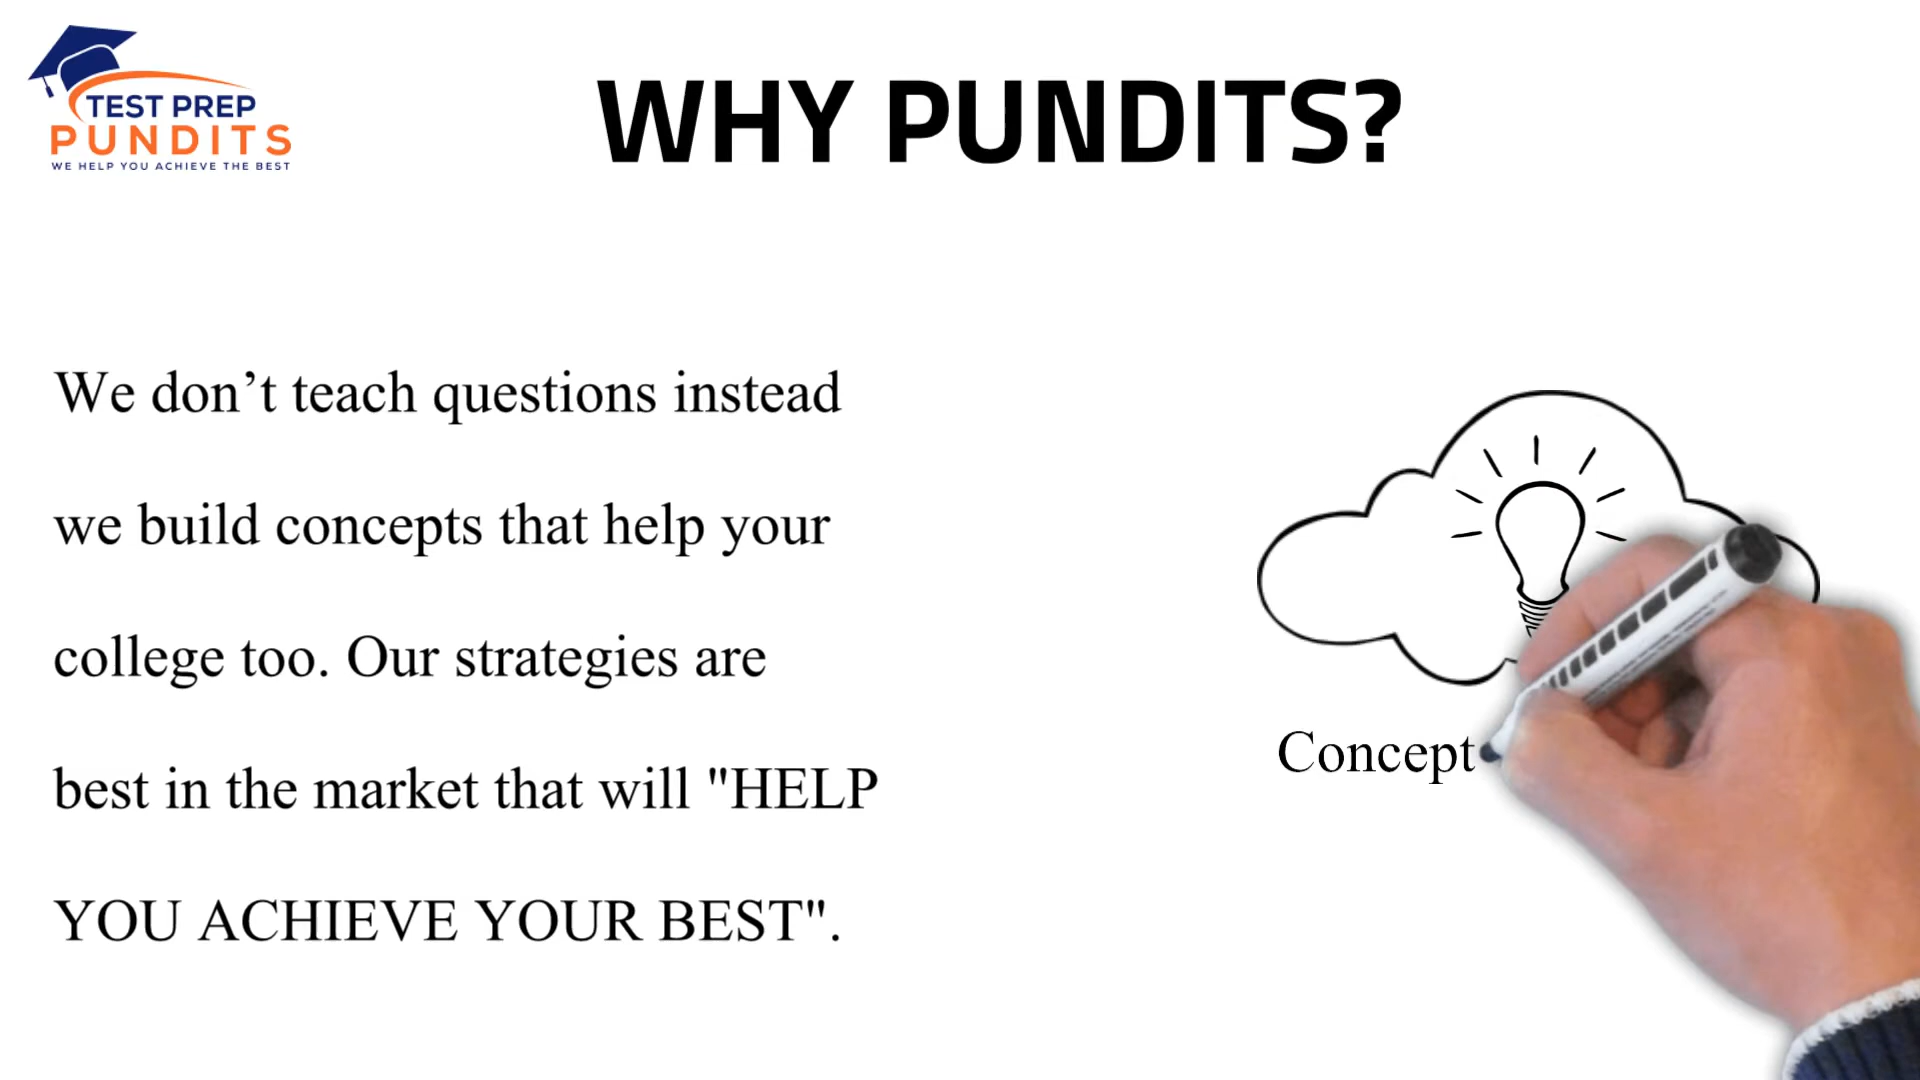 TEST PREP
PUNDITS
WE HELP YOU ACHIEVE THE BEST
WHY PUNDITS?
We don’t teach questions instead
we build concepts that help your
college too. Our strategies are
best in the market that will "HELP
YOU ACHIEVE YOUR BEST".
Concept